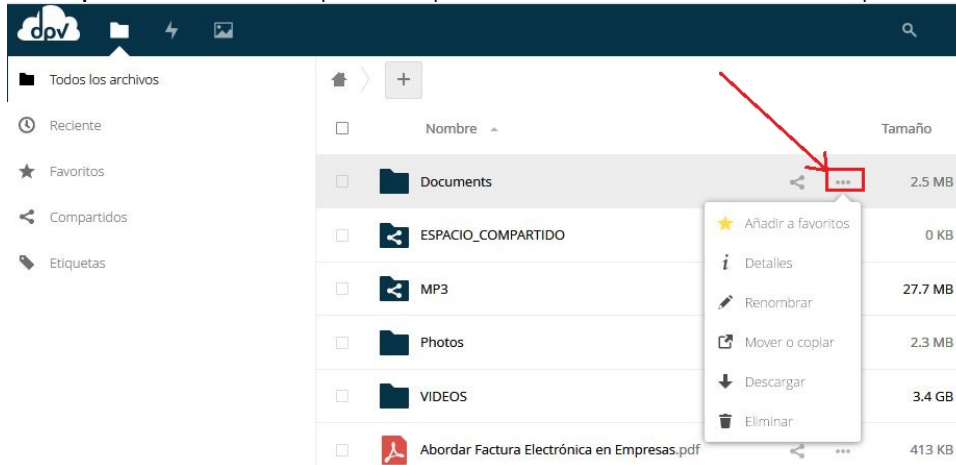 dpv
Todos los archivos
Reciente
Favoritos
Compartidos
Etiquetas
Nombre
Tamaño
Documents
2.5 MB
ESPACIO_COMPARTIDO
0 KB
MP3
27.7 MB
Photos
2.3 MB
VIDEOS
3.4 GB
Abordar Factura Electrónica en Empresas.pdf
413 KB
Añadir a favoritos
Detalles
Renombrar
Mover o copiar
Descargar
Eliminar